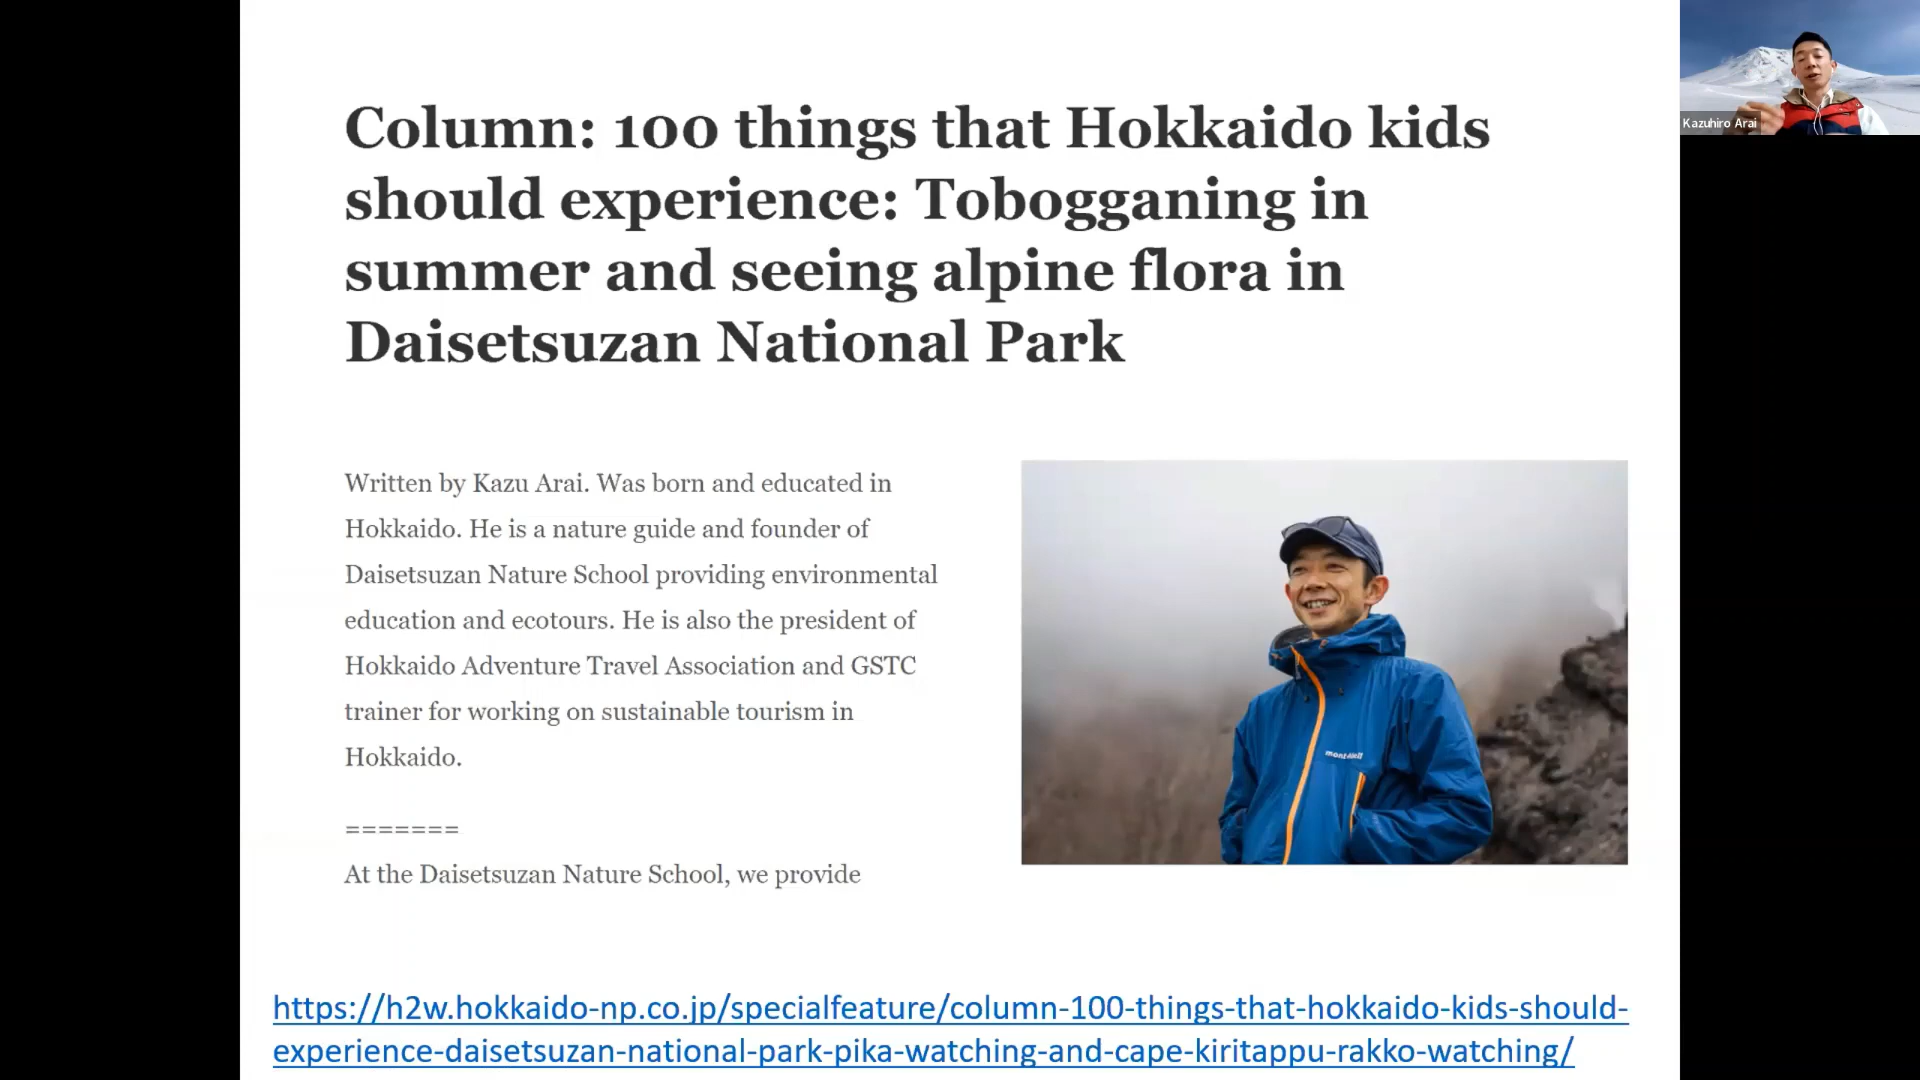 Column: 100 things that Hokkaido kids
should experience: Tobogganing in
summer and seeing alpine flora in
Daisetsuzan National Park
Written by Kazu Arai. Was born and educated in
Hokkaido. He is a nature guide and founder of
Daisetsuzan Nature School providing environmental
education and ecotours. He is also the president of
Hokkaido Adventure Travel Association and GSTC
trainer for working on sustainable tourism in
Hokkaido.
=======
At the Daisetsuzan Nature School, we provide
mont-bell
https://h2w.hokkaido-np.co.jp/specialfeature/column-100-things-that-hokkaido-kids-should-
experience-daisetsuzan-national-park-pika-watching-and-cape-kiritappu-rakko-watching/
Kazuhiro Arai